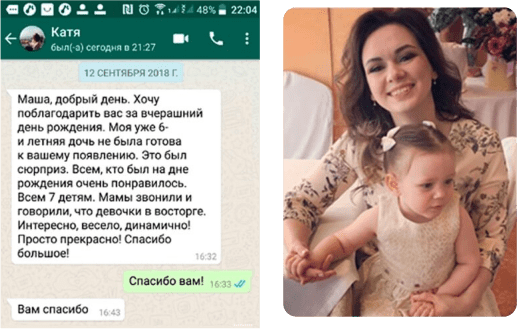 48% 22:04
Катя
был(-а) сегодня в 21:27
12 СЕНТЯБРЯ 2018 Г.
Маша, добрый день. Хочу
поблагодарить вас за вчерашний
день рождения. Моя уже 6-
и летняя дочь не была готова
к вашему появлению. Это был
сюрприз. Всем, кто был на дне
рождения очень понравилось.
Всем 7 детям. Мамы звонили и
говорили, что девочки в восторге.
Интересно, весело, динамично!
Просто прекрасно! Спасибо
большое!
16:32
Спасибо вам! 16:33
Вам спасибо 16:43